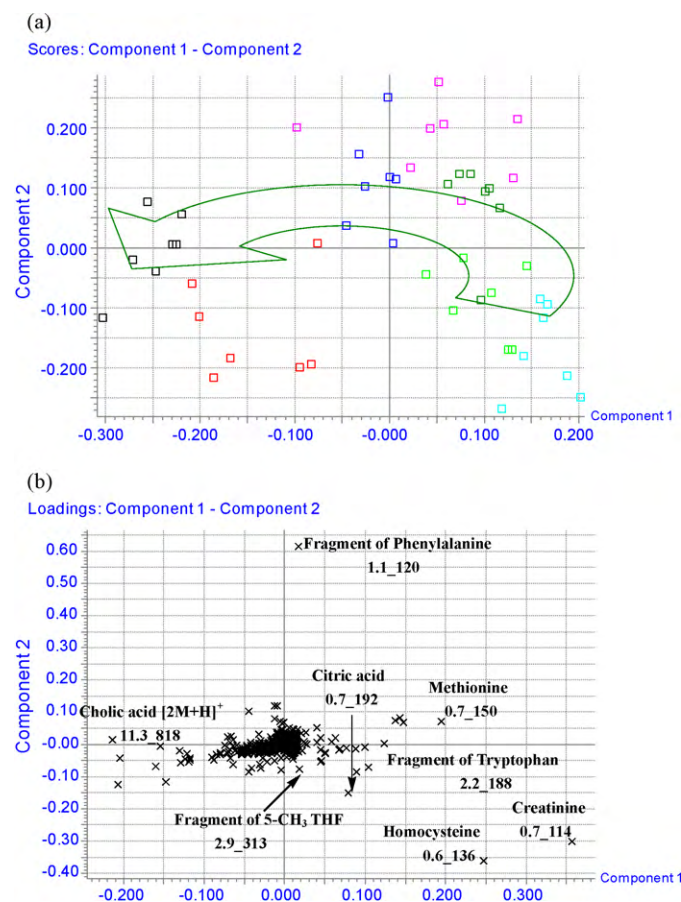 (a)
Scores: Component 1 - Component 2
Component 2
0.200
0.100
0.000
-0.100
-0.200
-0.300 -0.200 -0.100 -0.000 0.100 0.200
Component 1
(b)
Loadings: Component 1 - Component 2
Component 2
0.60
0.50
0.40
0.30
0.20
0.10
-0.00
-0.10
-0.20
-0.30
-0.40
Fragment of Phenylalanine
1.1_120
Citric acid
0.7_192
Methionine
0.7_150
Cholic acid [2M+H]+
11.3_818
Fragment of Tryptophan
2.2_188
Fragment of 5-CH3 THF
2.9_313
Creatinine
0.7_114
Homocysteine
0.6_136
-0.200 -0.100 0.000 0.100 0.200 0.300
Component 1